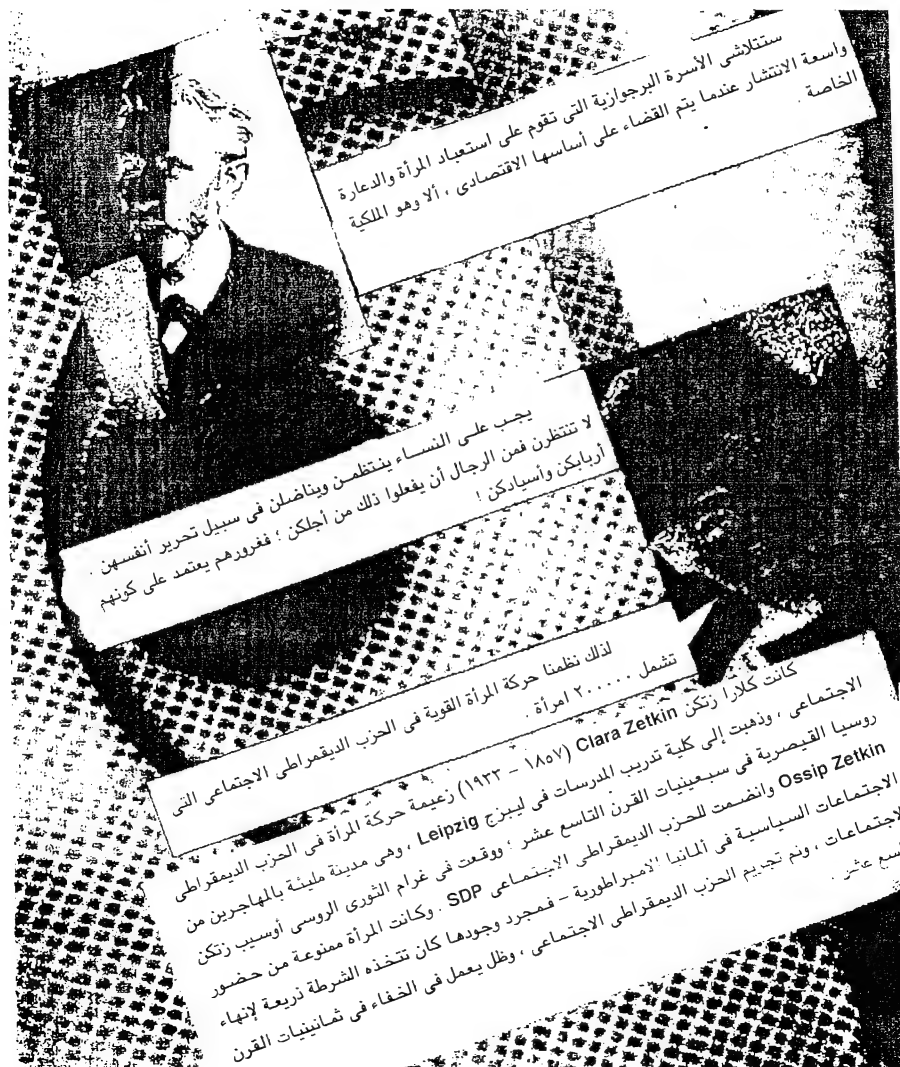 ستتلاشى الأسرة البرجوازية التى تقوم على استعباد المرأة والدعارة
واسعة الانتشار عندما يتم القضاء على أساسها الاقتصادى ، ألا وهو الملكية
الخاصة .
يجب على النساء ينتظمن ويناضلن فى سبيل تحرير أنفسهن .
لا تنتظرن فمن الرجال أن يفعلوا ذلك من أجلكن ؛ فغرورهم يعتمد على كونهم
أربابكن وأسيادكن !
لذلك نظمنا حركة المرأة القوية فى الحزب الديمقراطى الاجتماعى التى
تشمل ٢٠٠٠٠٠ امرأة .
كانت كلارا زتكن Clara Zetkin (١٨٥٧ – ١٩٣٣) زعيمة حركة المرأة فى الحزب الديمقراطى
الاجتماعى ، وذهبت إلى كلية تدريب المدرسات فى ليبزج Leipzig ، وهى مدينة مليئة بالمهاجرين من
روسيا القيصرية فى سبعينيات القرن التاسع عشر ؛ ووقعت فى غرام الثورى الروسى أوسيب زتكن
Ossip Zetkin وانضمت للحزب الديمقراطى الاجتماعى SDP . وكانت المرأة ممنوعة من حضور
الاجتماعات السياسية فى ألمانيا الامبراطورية – فمجرد وجودها كان تتخذه الشرطة ذريعة لإنهاء
الاجتماعات ، وتم تجريم الحزب الديمقراطى الاجتماعى ، وظل يعمل فى الخفاء فى ثمانينيات القرن
عشر .